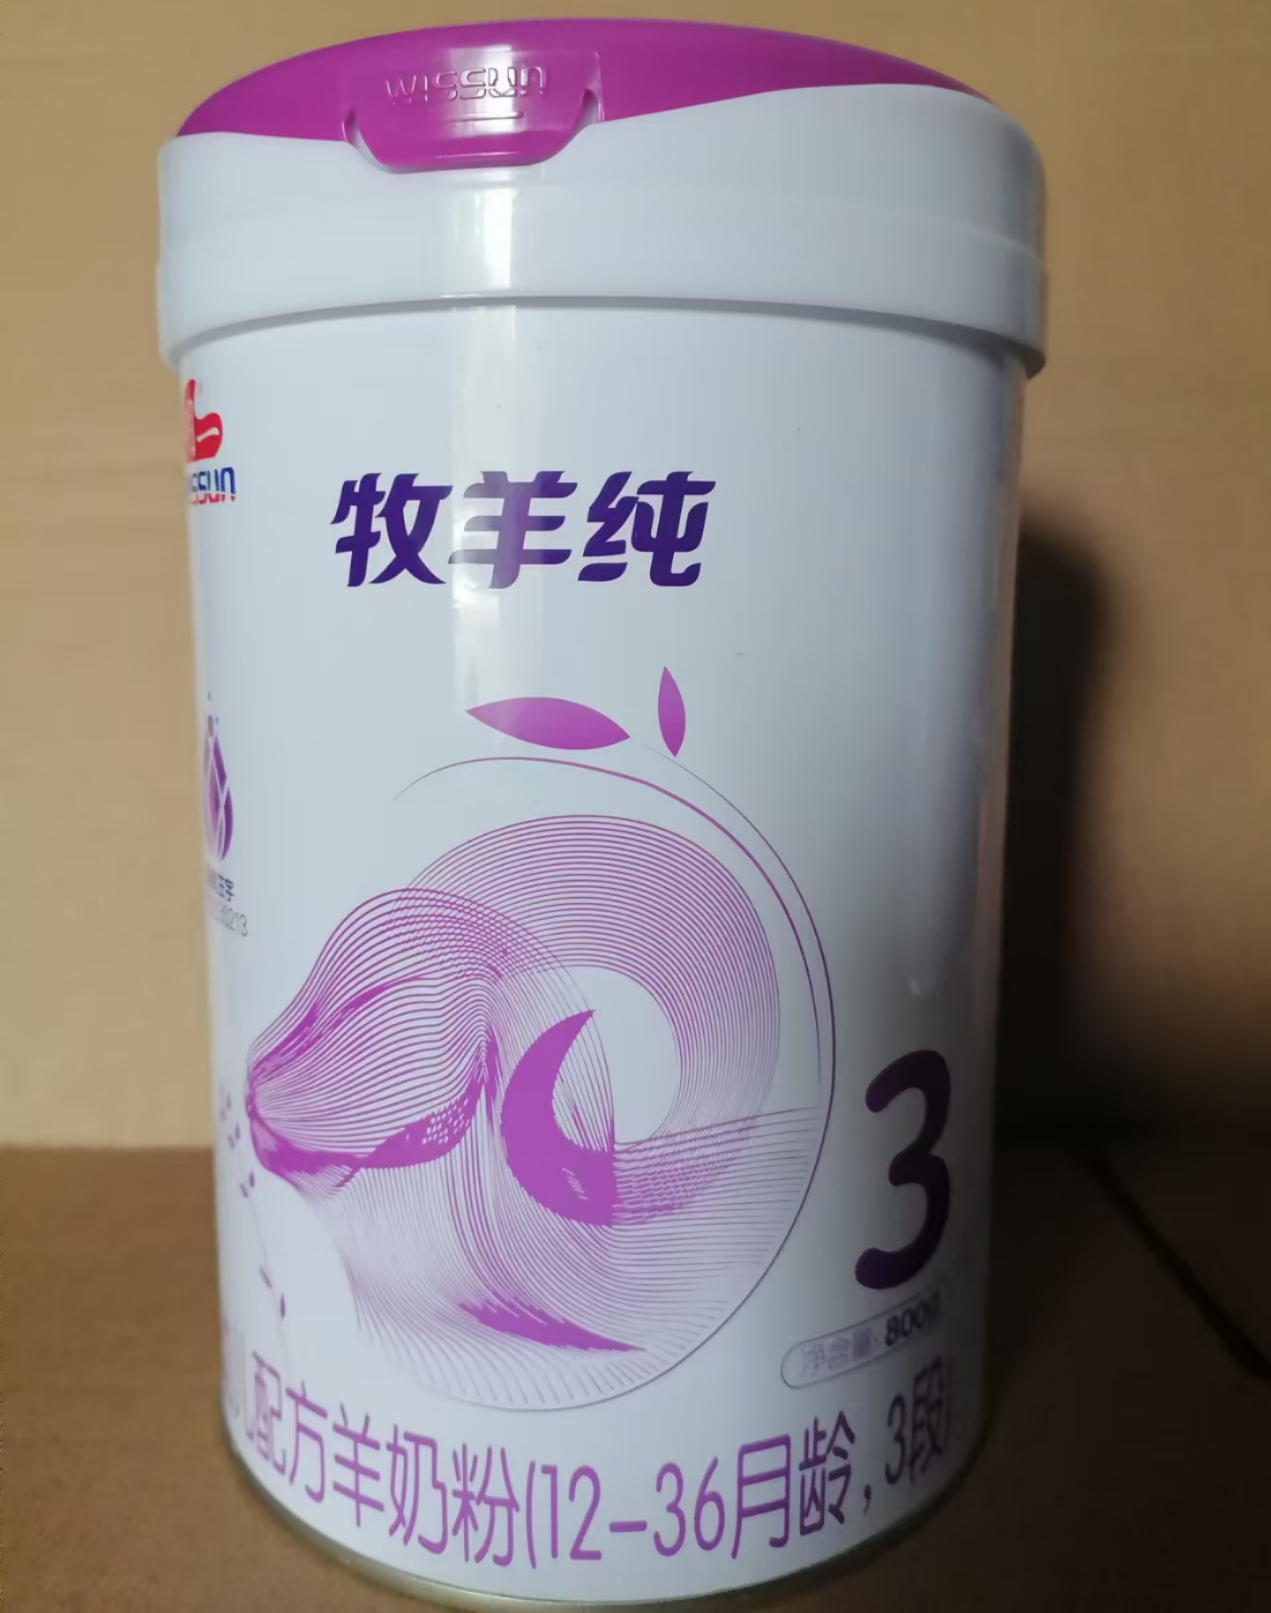 wissun
牧羊纯
3
净含量: 800g
儿配方羊奶粉(12-36月龄, 3段)